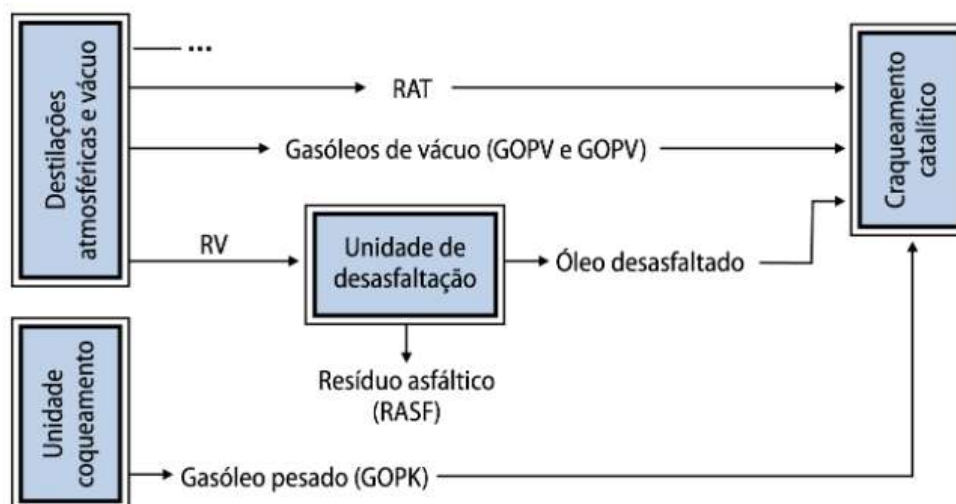 ...
Destilações
atmosféricas e vácuo
RAT
Gasóleos de vácuo (GOPV e GOPV)
Craqueamento
catalítico
RV
Unidade de
desasfaltação
Óleo desasfaltado
Resíduo asfáltico
(RASF)
Unidade
coqueamento
Gasóleo pesado (GOPK)